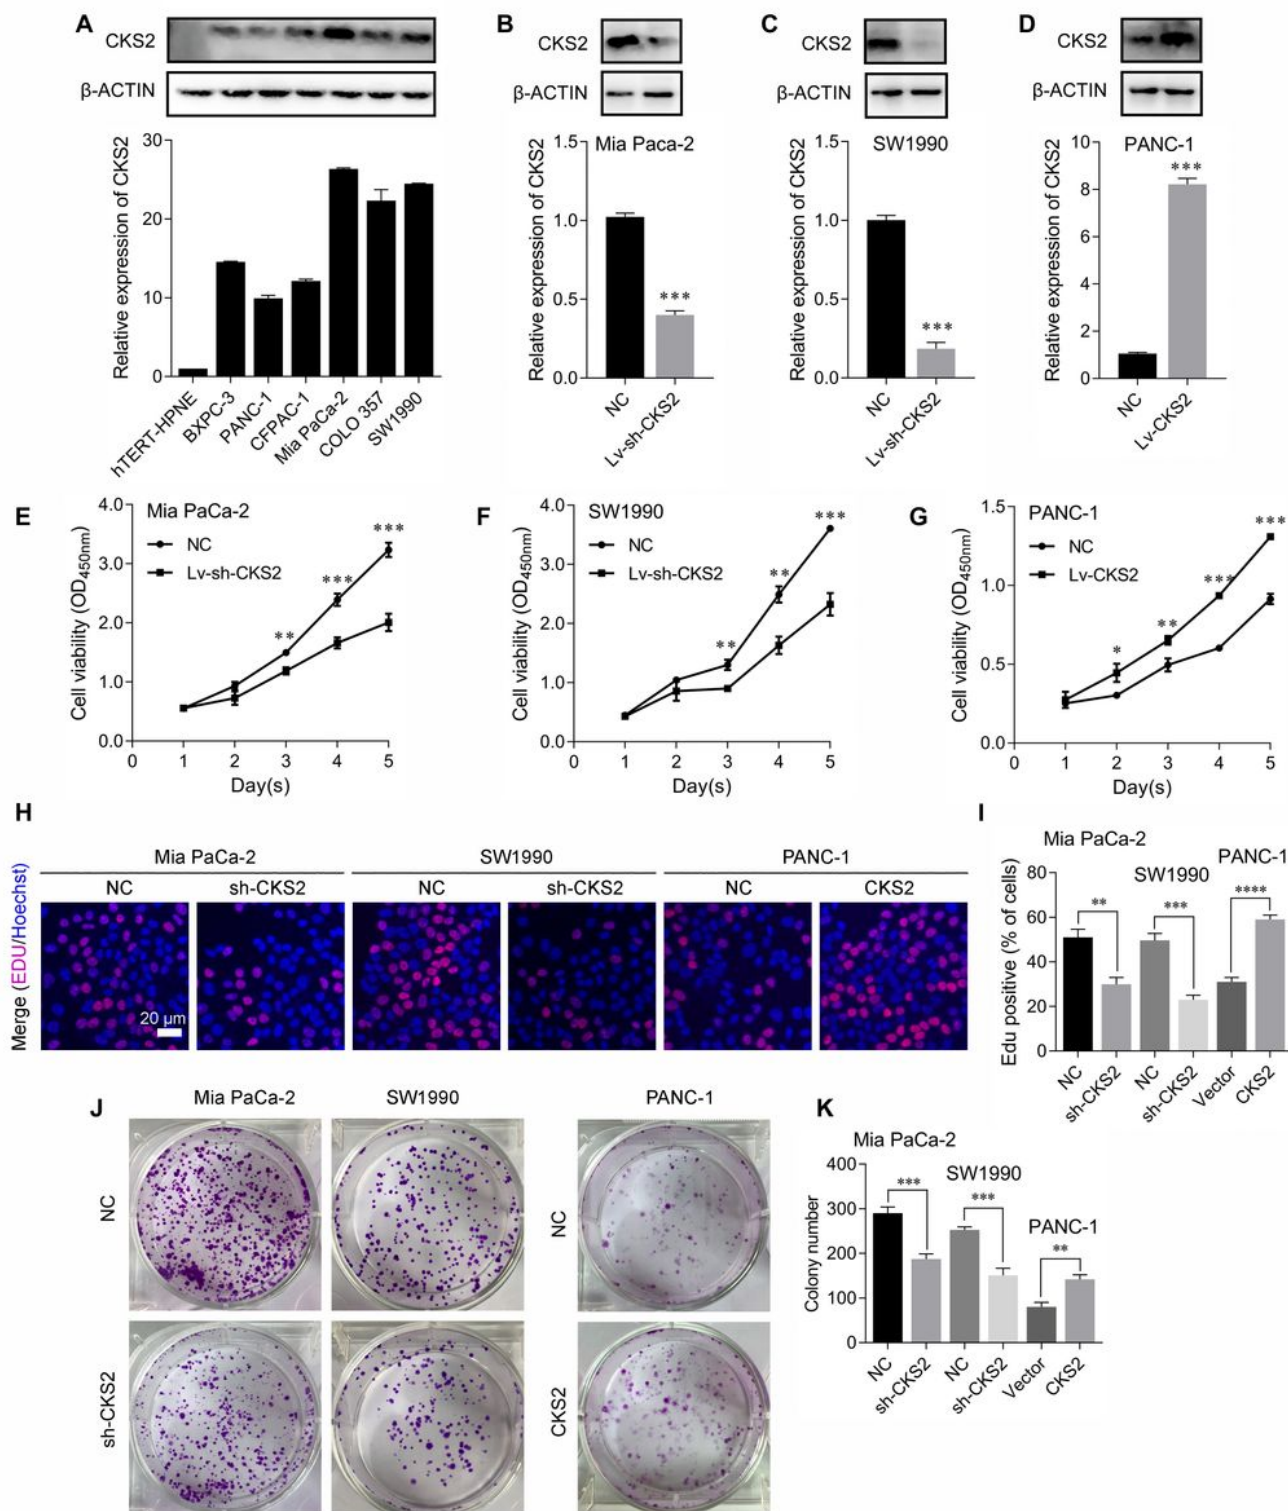 A
CKS2
β-ACTIN
Relative expression of CKS2
30
20
10
0
hTERT-HPNE
BXPC-3
PANC-1
CFPAC-1
Mia PaCa-2
COLO 357
SW1990
B
CKS2
β-ACTIN
Relative expression of CKS2
Mia Paca-2
1.5
1.0
0.5
0.0
***
NC
Lv-sh-CKS2
C
CKS2
β-ACTIN
Relative expression of CKS2
SW1990
1.5
1.0
0.5
0.0
***
NC
Lv-sh-CKS2
D
CKS2
β-ACTIN
Relative expression of CKS2
PANC-1
10
8
6
4
2
0
***
NC
Lv-CKS2
E
Mia PaCa-2
NC
Lv-sh-CKS2
Cell viability (OD450nm)
4.0
3.0
2.0
1.0
0.0
**
***
***
0 1 2 3 4 5
Day(s)
F
SW1990
NC
Lv-sh-CKS2
Cell viability (OD450nm)
4.0
3.0
2.0
1.0
0.0
**
**
***
0 1 2 3 4 5
Day(s)
G
PANC-1
NC
Lv-CKS2
Cell viability (OD450nm)
1.5
1.0
0.5
0.0
*
**
***
***
0 1 2 3 4 5
Day(s)
H
Mia PaCa-2 SW1990 PANC-1
NC sh-CKS2 NC sh-CKS2 NC CKS2
Merge (EDU/Hoechst)
20 µm
I
Mia PaCa-2
SW1990
PANC-1
Edu positive (% of cells)
80
60
40
20
0
**
***
****
NC
sh-CKS2
NC
sh-CKS2
Vector
CKS2
J
Mia PaCa-2 SW1990 PANC-1
NC
NC
sh-CKS2
CKS2
K
Mia PaCa-2
SW1990
PANC-1
Colony number
400
300
200
100
0
***
***
**
NC
sh-CKS2
NC
sh-CKS2
Vector
CKS2